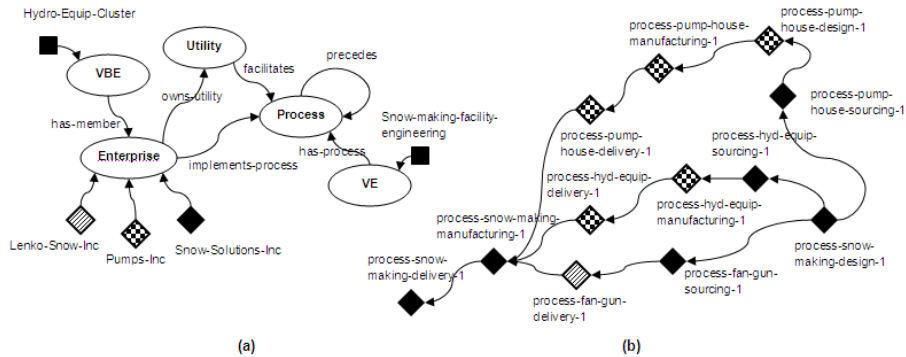 Hydro-Equip-Cluster
VBE
Utility
has-member
owns-utility
facilitates
precedes
Process
Enterprise
implements-process
has-process
Snow-making-facility-
engineering
VE
Lenko-Snow-Inc
Pumps-Inc
Snow-Solutions-Inc
(a)
process-pump-
house-design-1
process-pump-house-
manufacturing-1
process-pump-
house-sourcing-1
process-pump-
house-delivery-1
process-hyd-equip-
sourcing-1
process-hyd-equip-
delivery-1
process-hyd-equip-
manufacturing-1
process-snow-making-
manufacturing-1
process-snow-
making-design-1
process-snow-
making-delivery-1
process-fan-gun-
sourcing-1
process-fan-gun-
delivery-1
(b)